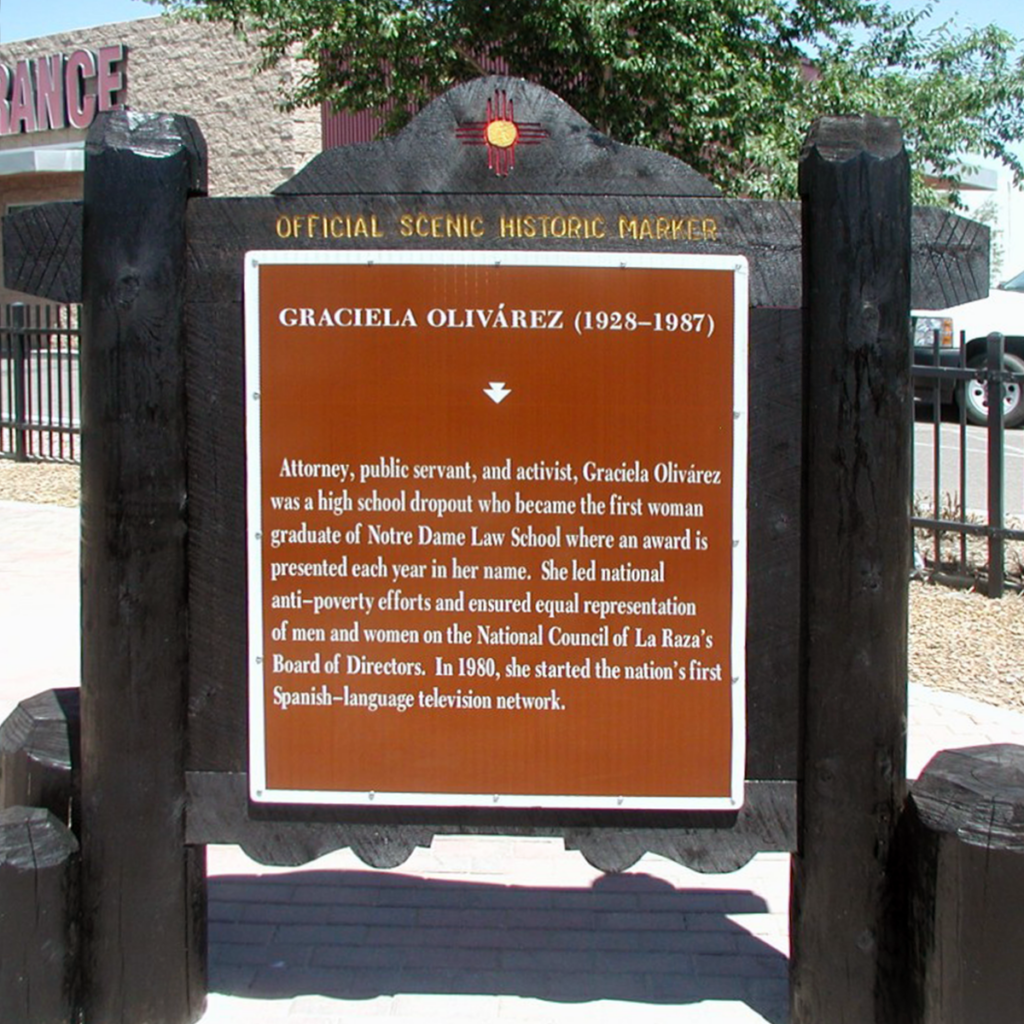 RANCE
OFFICIAL SCENIC HISTORIC MARKER
GRACIELA OLIVÁREZ (1928–1987)
Attorney, public servant, and activist, Graciela Olivárez
was a high school dropout who became the first woman
graduate of Notre Dame Law School where an award is
presented each year in her name. She led national
anti–poverty efforts and ensured equal representation
of men and women on the National Council of La Raza's
Board of Directors. In 1980, she started the nation's first
Spanish–language television network.